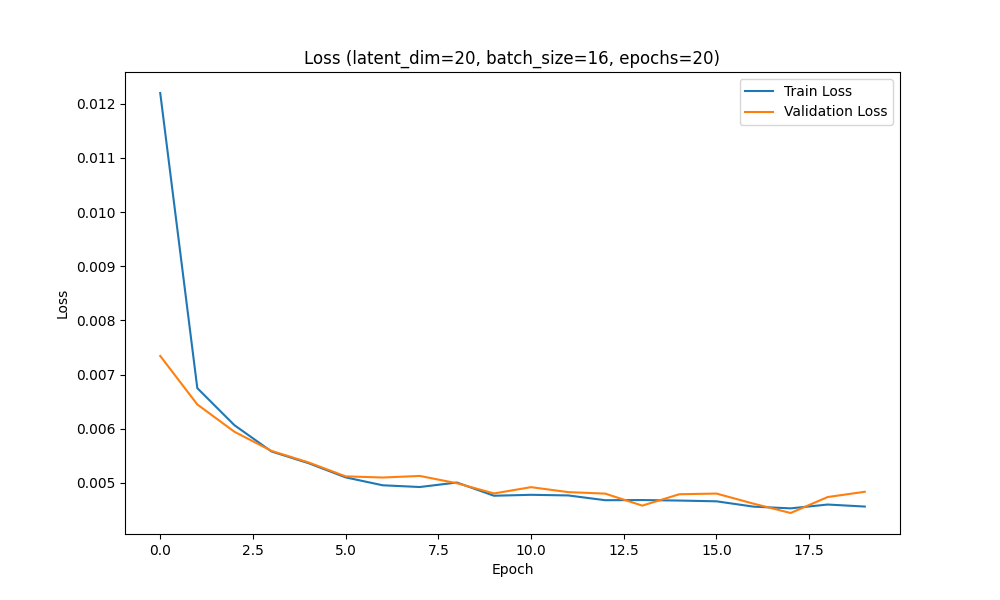 Loss (latent_dim=20, batch_size=16, epochs=20)
Train Loss
Validation Loss
0.012
0.011
0.010
0.009
0.008
0.007
0.006
0.005
Loss
0.0 2.5 5.0 7.5 10.0 12.5 15.0 17.5
Epoch